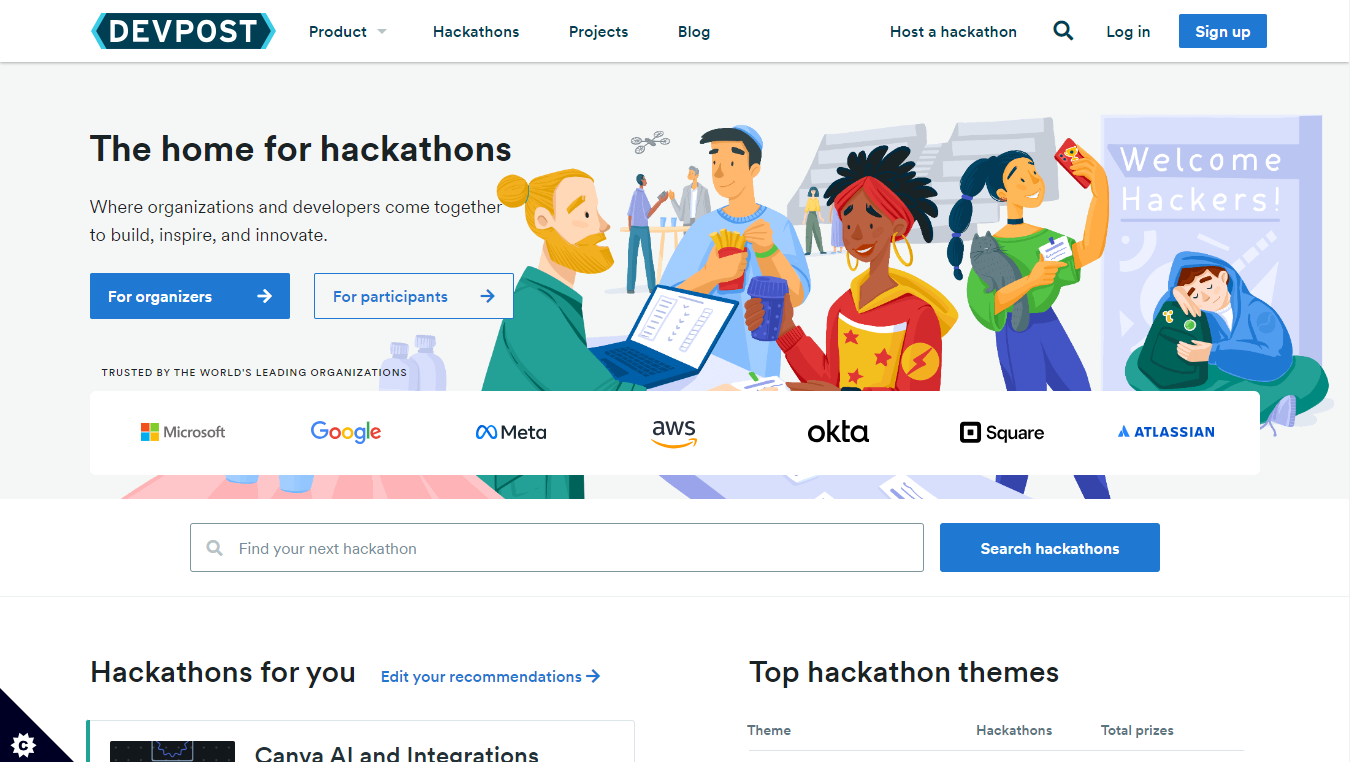 DEVPOST
Product
Hackathons
Projects
Blog
Host a hackathon
Log in
Sign up
The home for hackathons
Where organizations and developers come together
to build, inspire, and innovate.
For organizers
For participants
Welcome
Hackers!
TRUSTED BY THE WORLD'S LEADING ORGANIZATIONS
Microsoft
Google
Meta
aws
okta
Square
ATLASSIAN
Find your next hackathon
Search hackathons
Hackathons for you
Edit your recommendations
Top hackathon themes
Theme
Hackathons
Total prizes
Canva AI and Integrations
C